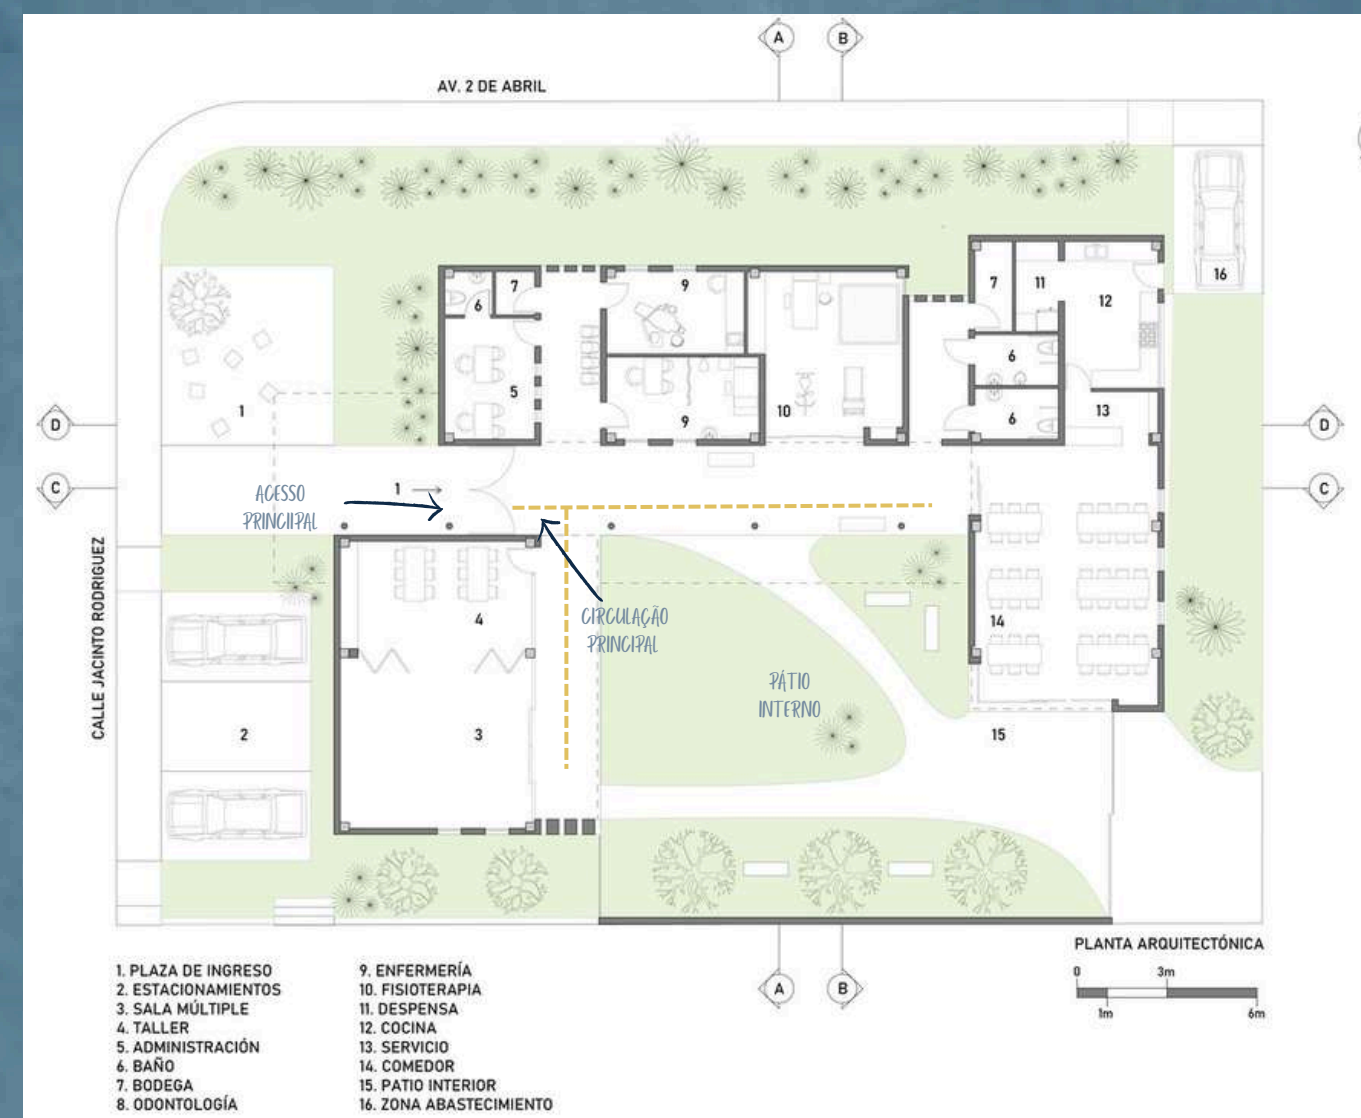 A
B
AV. 2 DE ABRIL
16
7
9
7
11
12
6
6
5
10
9
6
13
1
D
D
C
C
1
ACESSO
PRINCIIPAL
CALLE JACINTO RODRIGUEZ
4
CIRCULAÇÃO
PRINCIPAL
14
PÁTIO
INTERNO
2
3
15
PLANTA ARQUITECTÓNICA
0
3m
1m
6m
A
B
1. PLAZA DE INGRESO
2. ESTACIONAMIENTOS
3. SALA MÚLTIPLE
4. TALLER
5. ADMINISTRACIÓN
6. BAÑO
7. BODEGA
8. ODONTOLOGÍA
9. ENFERMERÍA
10. FISIOTERAPIA
11. DESPENSA
12. COCINA
13. SERVICIO
14. COMEDOR
15. PATIO INTERIOR
16. ZONA ABASTECIMIENTO